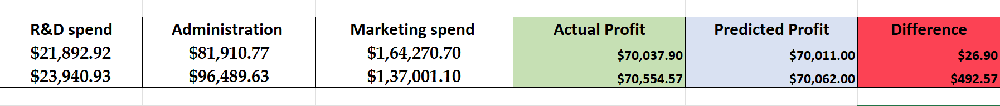 R&D spend Administration Marketing spend Actual Profit Predicted Profit Difference
$21,892.92 $81,910.77 $1,64,270.70 $70,037.90 $70,011.00 $26.90
$23,940.93 $96,489.63 $1,37,001.10 $70,554.57 $70,062.00 $492.57